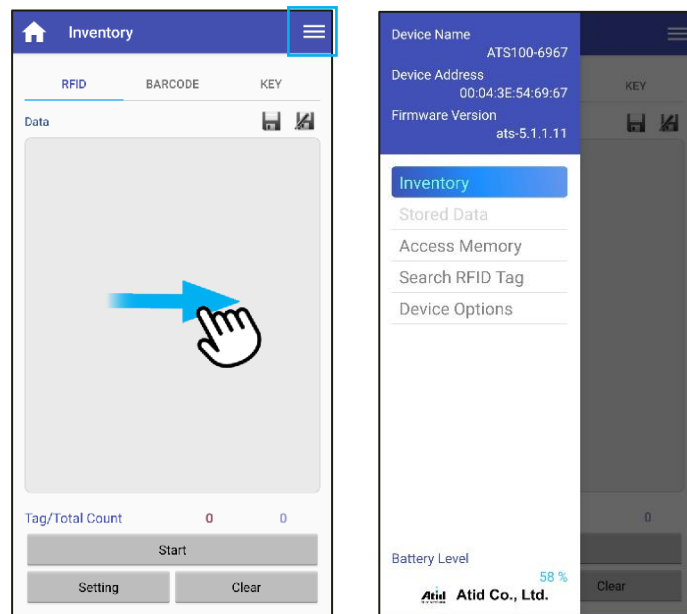 Inventory
RFID BARCODE KEY
Data
Tag/Total Count 0 0
Start
Setting Clear
Device Name
ATS100-6967
Device Address
00:04:3E:54:69:67
Firmware Version
ats-5.1.1.11
Inventory
Stored Data
Access Memory
Search RFID Tag
Device Options
Battery Level
58 %
Atid Atid Co., Ltd.
KEY
0
Clear